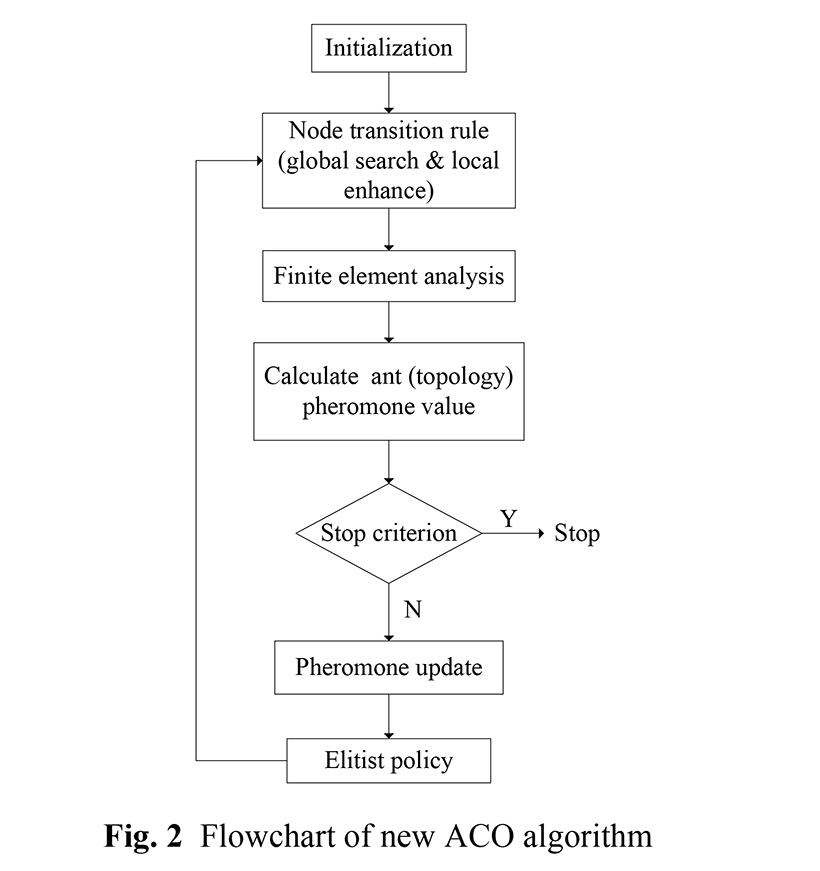 Initialization
Node transition rule
(global search & local
enhance)
Finite element analysis
Calculate ant (topology)
pheromone value
Stop criterion
Y
Stop
N
Pheromone update
Elitist policy
Fig. 2 Flowchart of new ACO algorithm